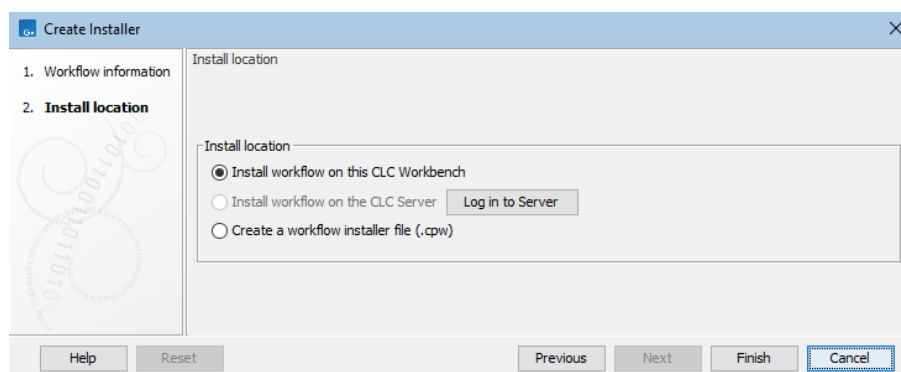 Create Installer
1. Workflow information
2. Install location
Install location
Install location
Install workflow on this CLC Workbench
Install workflow on the CLC Server Log in to Server
Create a workflow installer file (.cpw)
Help Reset Previous Next Finish Cancel